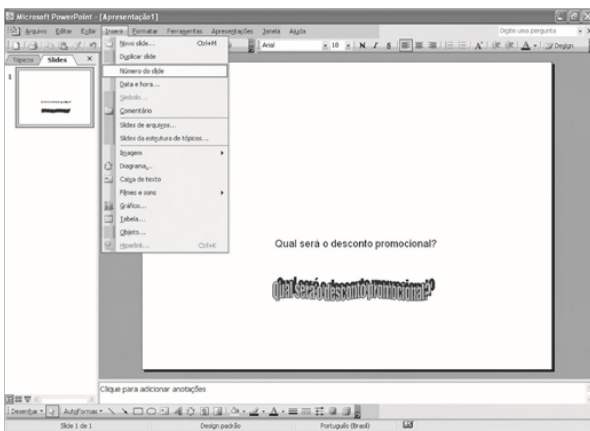 Microsoft PowerPoint - [Apresentação1]
Arquivo Editar Exibir Inserir Formatar Ferramentas Apresentações Janela Ajuda Digite uma pergunta
Arial 18 N I S Design
Tópicos Slides
1
Novo slide... Ctrl+M
Duplicar slide
Número do slide
Data e hora...
Símbolo...
Comentário
Slides de arquivos...
Slides da estrutura de tópicos...
Imagem
Diagrama...
Caixa de texto
Filmes e sons
Gráfico...
Tabela...
Objeto...
Hiperlink... Ctrl+K
Qual será o desconto promocional?
Qual será o desconto promocional?
Clique para adicionar anotações
Desenhar AutoFormas
Slide 1 de 1 Design padrão Português (Brasil)